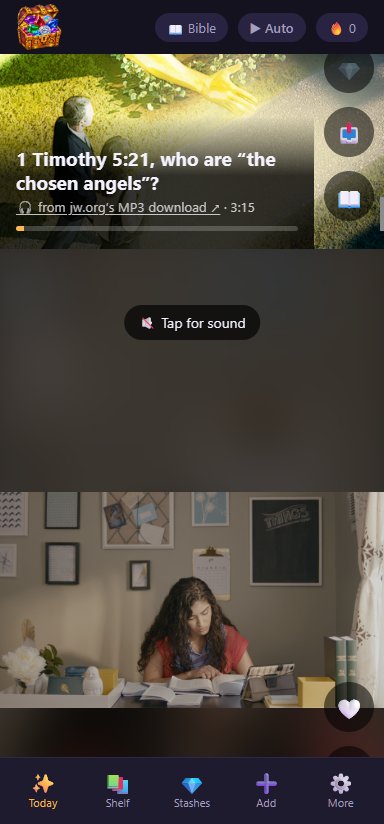 Bible
Auto
0
1 Timothy 5:21, who are “the
chosen angels”?
from jw.org’s MP3 download ↗ · 3:15
Tap for sound
THINGS
Today
Shelf
Stashes
Add
More